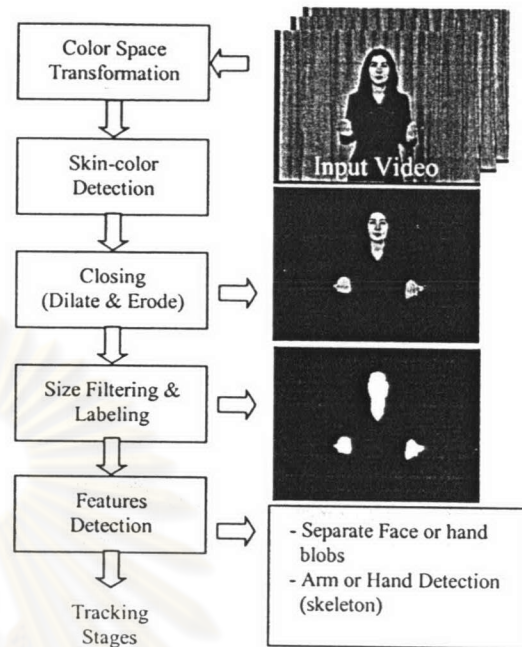 Color Space
Transformation
Input Video
Skin-color
Detection
Closing
(Dilate & Erode)
Size Filtering &
Labeling
Features
Detection
- Separate Face or hand
blobs
- Arm or Hand Detection
(skeleton)
Tracking
Stages